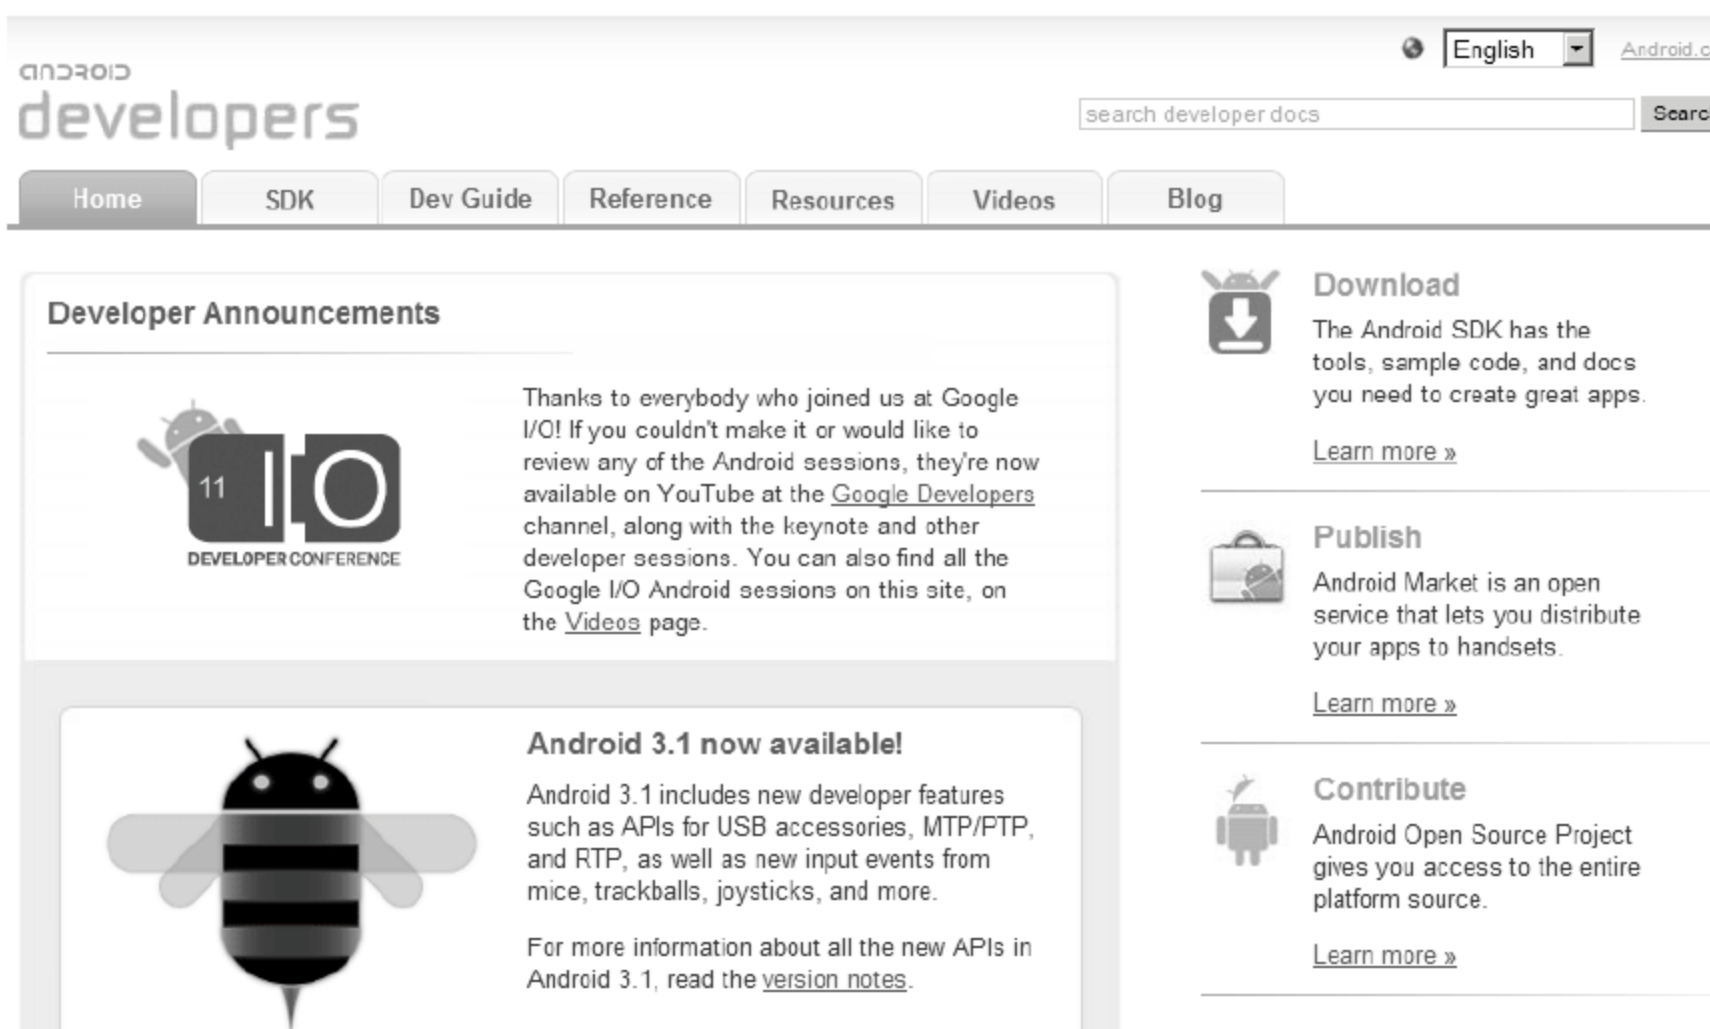 English
Android.c
android
developers
search developer docs
Searc
Home
SDK
Dev Guide
Reference
Resources
Videos
Blog
Developer Announcements
11 IO
DEVELOPER CONFERENCE
Thanks to everybody who joined us at Google
I/O! If you couldn't make it or would like to
review any of the Android sessions, they're now
available on YouTube at the Google Developers
channel, along with the keynote and other
developer sessions. You can also find all the
Google I/O Android sessions on this site, on
the Videos page.
Android 3.1 now available!
Android 3.1 includes new developer features
such as APIs for USB accessories, MTP/PTP,
and RTP, as well as new input events from
mice, trackballs, joysticks, and more.
For more information about all the new APIs in
Android 3.1, read the version notes.
Download
The Android SDK has the
tools, sample code, and docs
you need to create great apps.
Learn more »
Publish
Android Market is an open
service that lets you distribute
your apps to handsets.
Learn more »
Contribute
Android Open Source Project
gives you access to the entire
platform source.
Learn more »